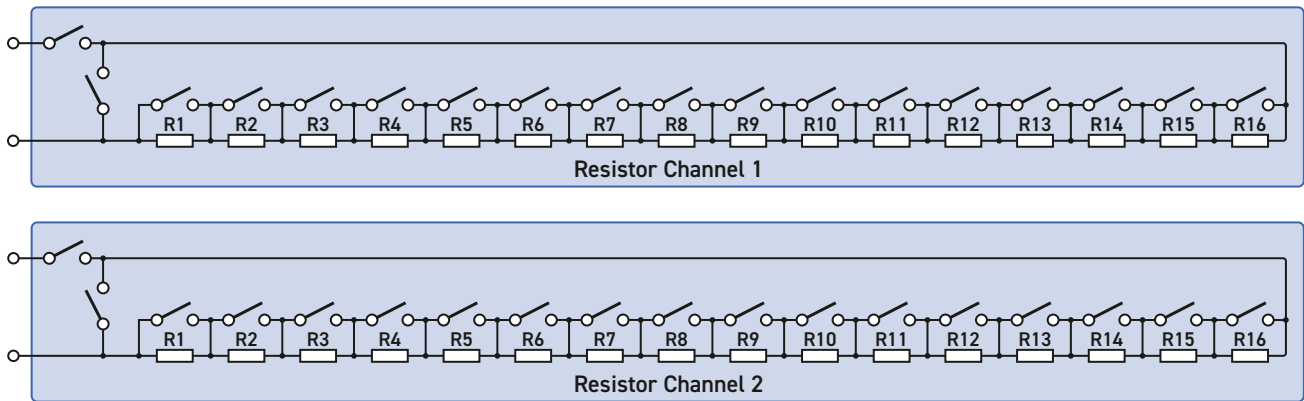 R1 R2 R3 R4 R5 R6 R7 R8 R9 R10 R11 R12 R13 R14 R15 R16
Resistor Channel 1
R1 R2 R3 R4 R5 R6 R7 R8 R9 R10 R11 R12 R13 R14 R15 R16
Resistor Channel 2